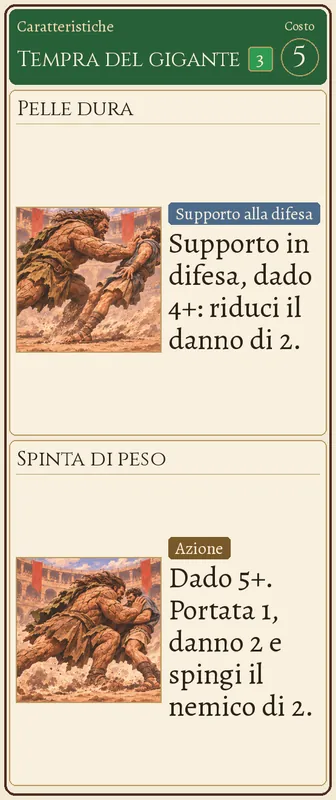 Caratteristiche
Costo
Tempra del gigante 3 5
Pelle dura
Supporto alla difesa
Supporto in
difesa, dado
4+: riduci il
danno di 2.
Spinta di peso
Azione
Dado 5+.
Portata 1,
danno 2 e
spingi il
nemico di 2.